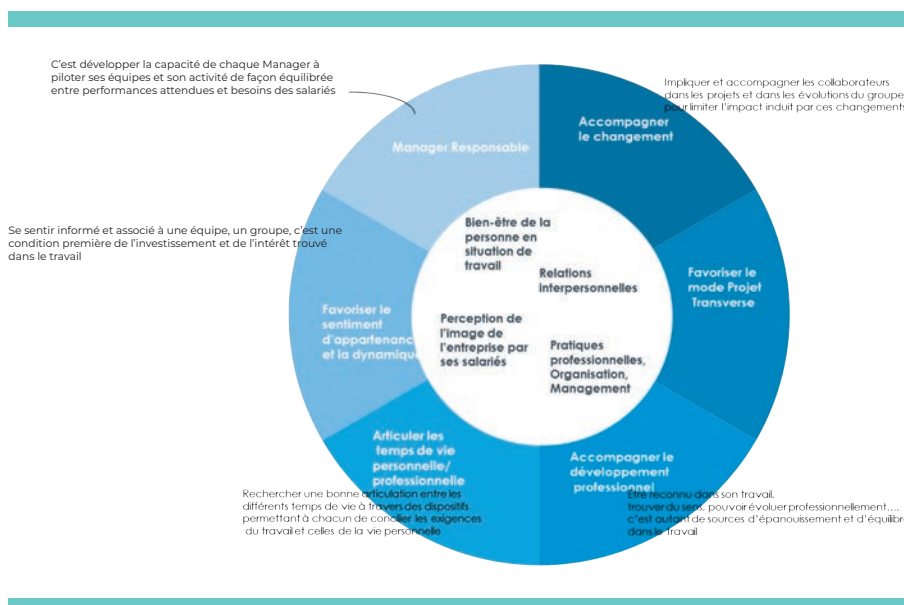 C'est développer la capacité de chaque Manager à
piloter ses équipes et son activité de façon équilibrée
entre performances attendues et besoins des salariés
Impliquer et accompagner les collaborateurs
dans les projets et dans les évolutions du groupe
pour limiter l'impact induit par ces changements
Accompagner
le changement
Manager Responsable
Se sentir informé et associé à une équipe, un groupe, c'est une
condition première de l'investissement et de l'intérêt trouvé
dans le travail
Bien-être de la
personne en
situation de
travail
Relations
interpersonnelles
Favoriser le
mode Projet
Transverse
Favoriser le
sentiment
d'appartenanc
et la dynamique
Perception de
l'image de
l'entreprise par
ses salariés
Pratiques
professionnelles,
Organisation,
Management
Articuler les
temps de vie
personnelle/
professionnelle
Accompagner le
développement
professionnel
Rechercher une bonne articulation entre les
différents temps de vie à travers des dispositifs
permettant à chacun de concilier les exigences
du travail et celles de la vie personnelle
Etre reconnu dans son travail,
trouver du sens, pouvoir évoluer professionnellement….
c'est autant de sources d'épanouissement et d'équilibre
dans le travail